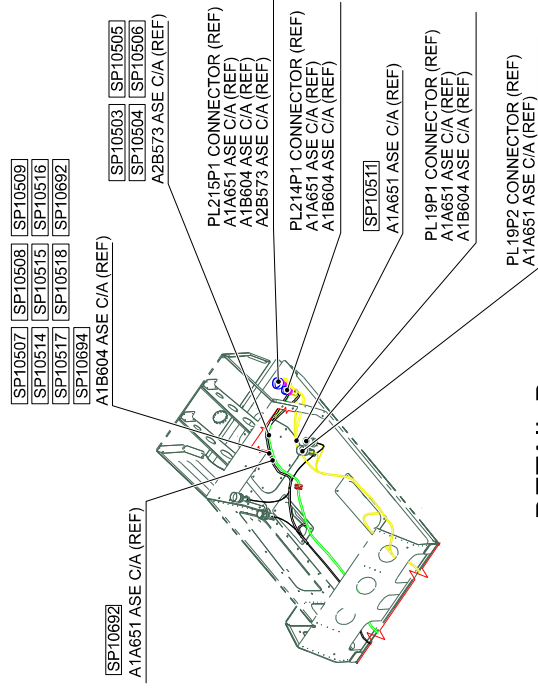 SP10503 SP10505
SP10504 SP10506
A2B573 ASE C/A (REF)
SP10507 SP10508 SP10509
SP10514 SP10515 SP10516
SP10517 SP10518 SP10692
SP10694
A1B604 ASE C/A (REF)
PL215P1 CONNECTOR (REF)
A1A651 ASE C/A (REF)
A1B604 ASE C/A (REF)
A2B573 ASE C/A (REF)
PL214P1 CONNECTOR (REF)
A1A651 ASE C/A (REF)
A1B604 ASE C/A (REF)
SP10511
A1A651 ASE C/A (REF)
PL19P1 CONNECTOR (REF)
A1A651 ASE C/A (REF)
A1B604 ASE C/A (REF)
PL19P2 CONNECTOR (REF)
A1A651 ASE C/A (REF)
SP10692
A1A651 ASE C/A (REF)